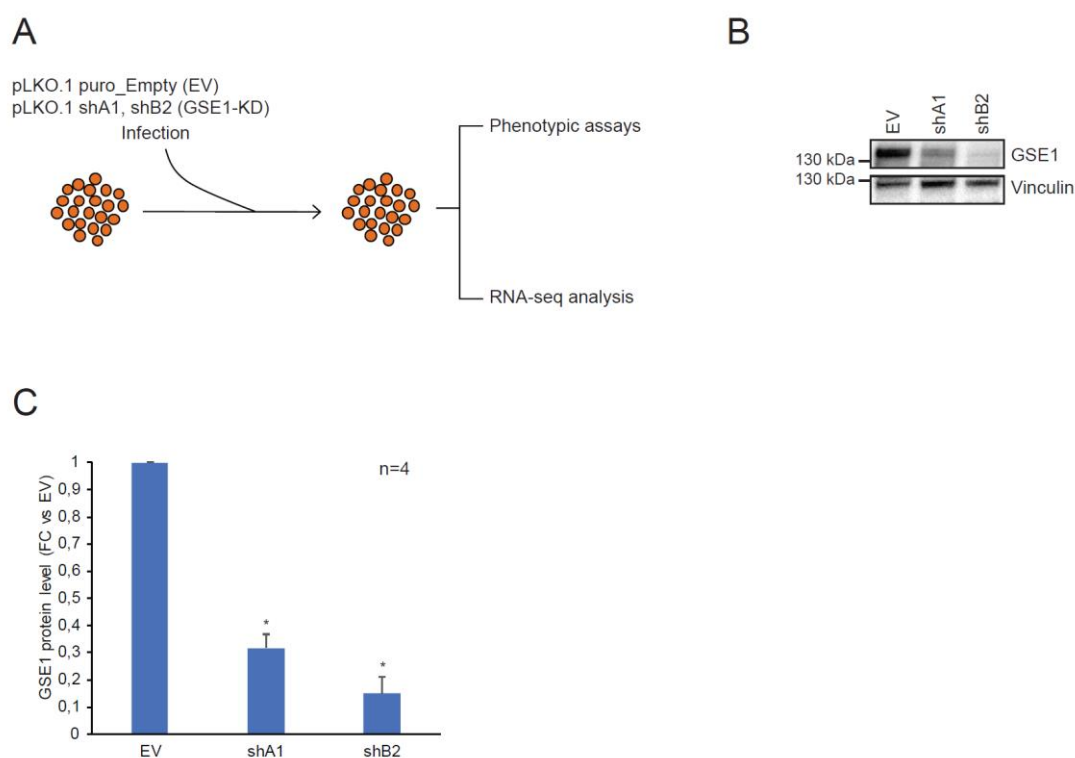 A
pLKO.1 puro_Empty (EV)
pLKO.1 shA1, shB2 (GSE1-KD)
Infection
Phenotypic assays
RNA-seq analysis
B
EV
shA1
shB2
130 kDa
GSE1
130 kDa
Vinculin
C
n=4
GSE1 protein level (FC vs EV)
1
0,9
0,8
0,7
0,6
0,5
0,4
0,3
0,2
0,1
0
*
*
EV
shA1
shB2